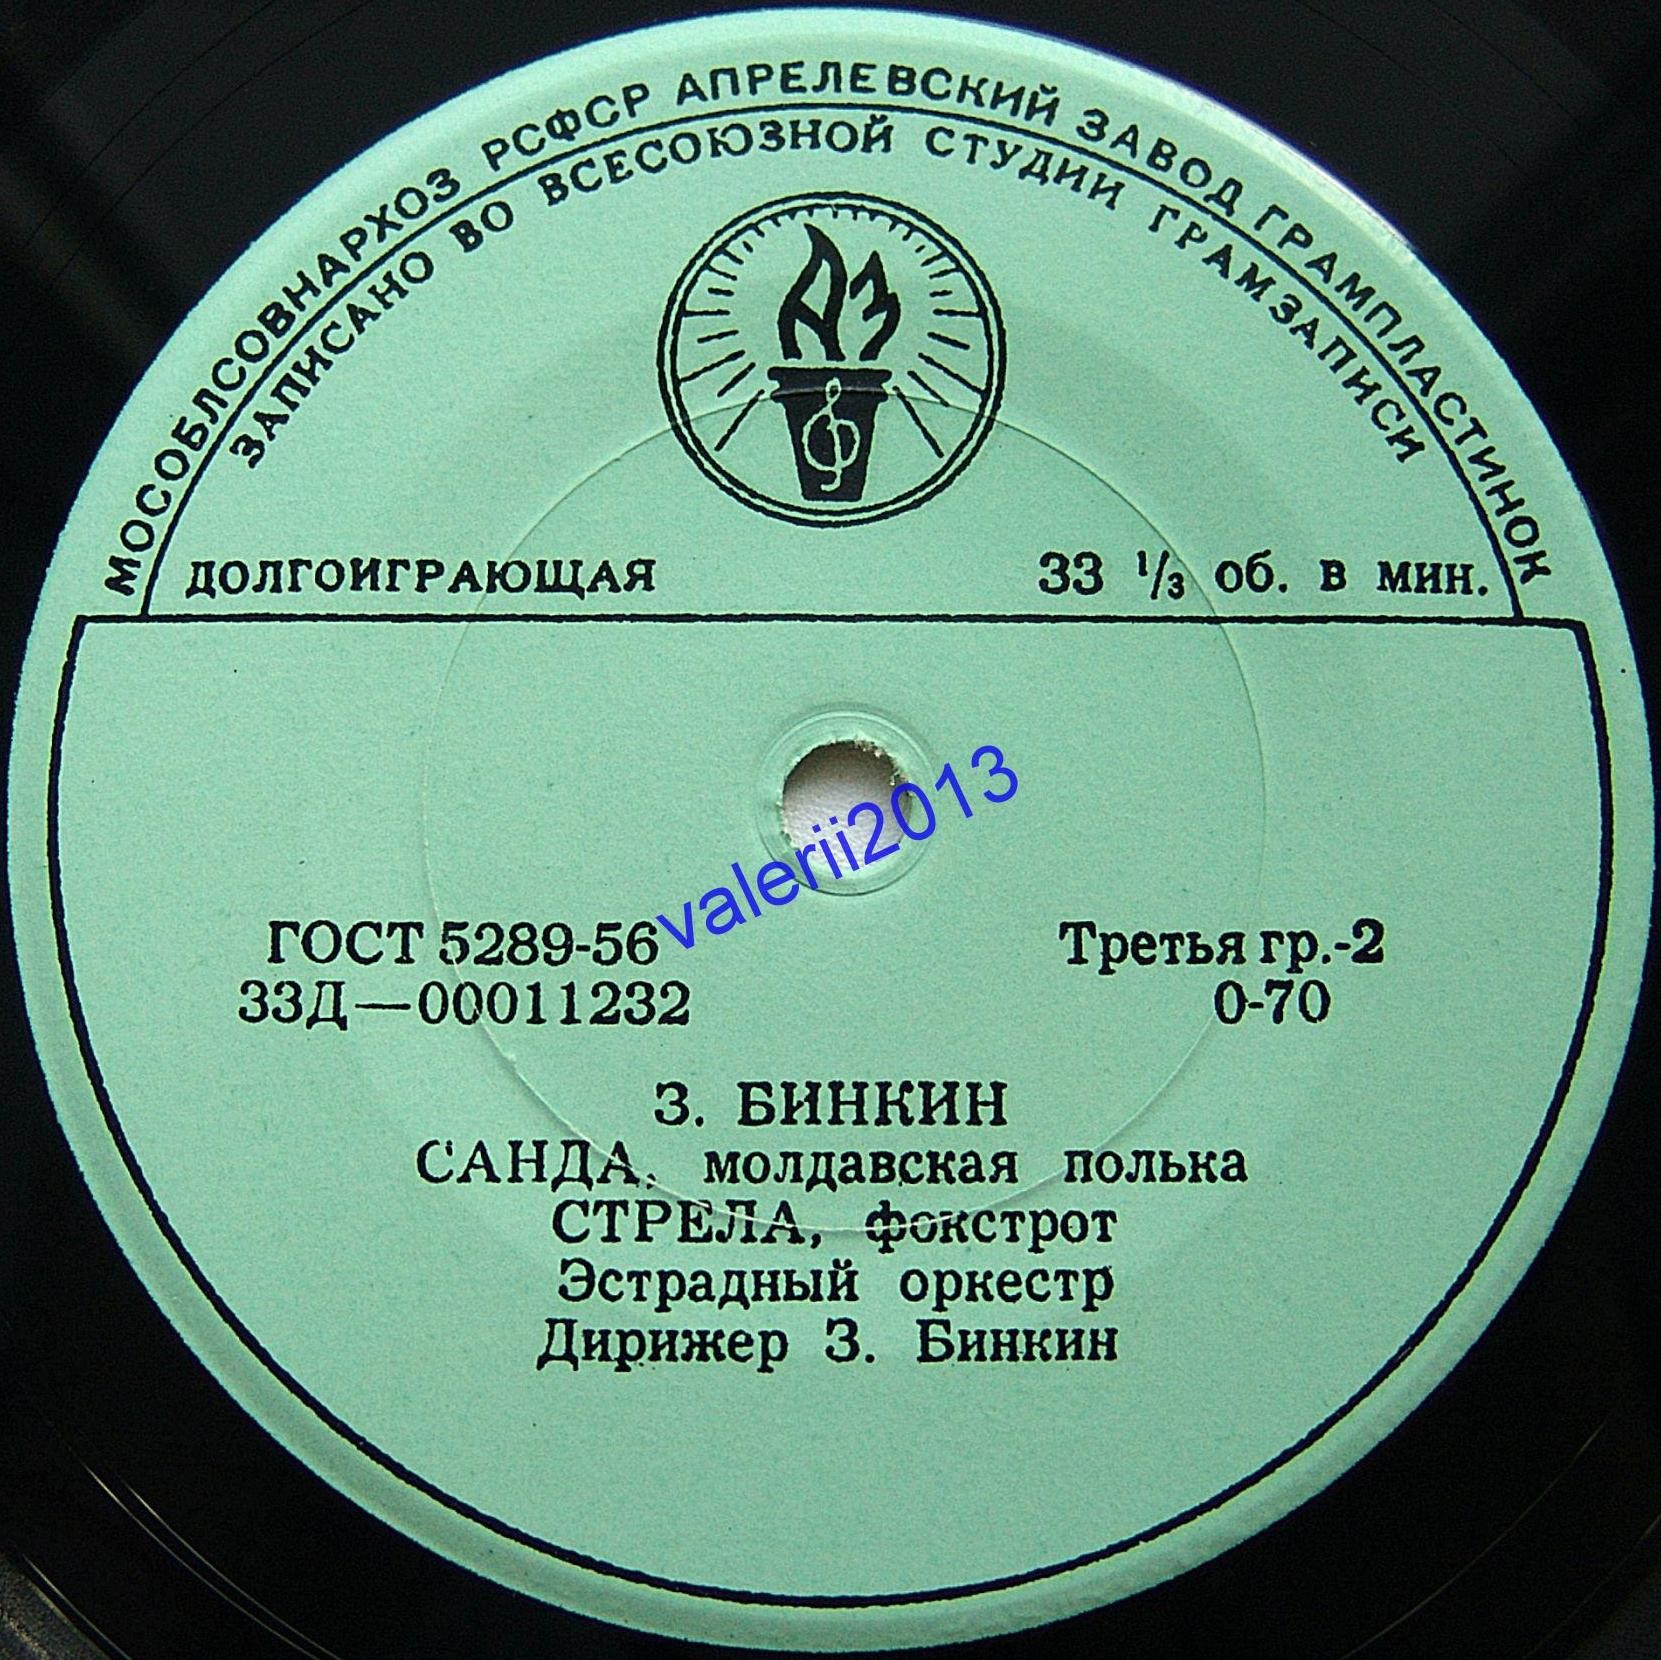 МОСОБЛСОВНАРХОЗ РСФСР АПРЕЛЕВСКИЙ ЗАВОД ГРАМПЛАСТИНОК
ЗАПИСАНО ВО ВСЕСОЮЗНОЙ СТУДИИ ГРАМЗАПИСИ
АЗ
ДОЛГОИГРАЮЩАЯ 33 1/3 об. в мин.
valerii2013
ГОСТ 5289-56 Третья гр.-2
33Д—00011232 0-70
З. БИНКИН
САНДА, молдавская полька
СТРЕЛА, фокстрот
Эстрадный оркестр
Дирижер З. Бинкин